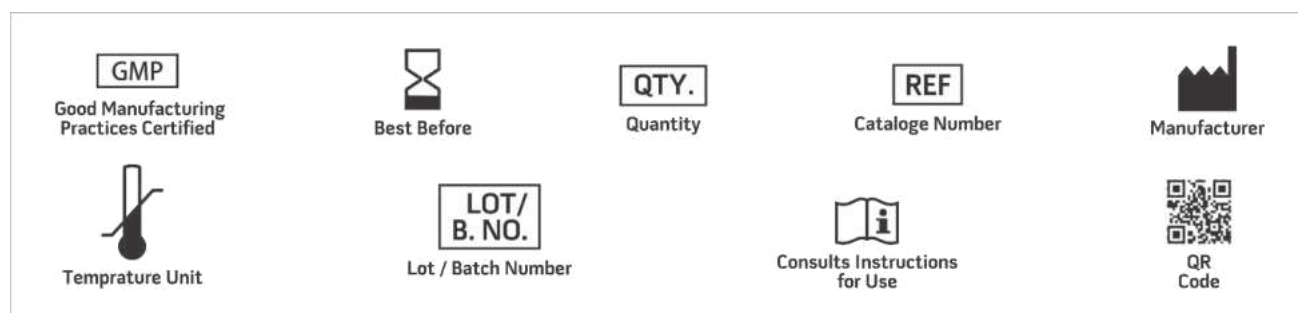 GMP
Good Manufacturing
Practices Certified
Best Before
QTY.
Quantity
REF
Cataloge Number
Manufacturer
Temprature Unit
LOT/
B. NO.
Lot / Batch Number
i
Consults Instructions
for Use
QR
Code